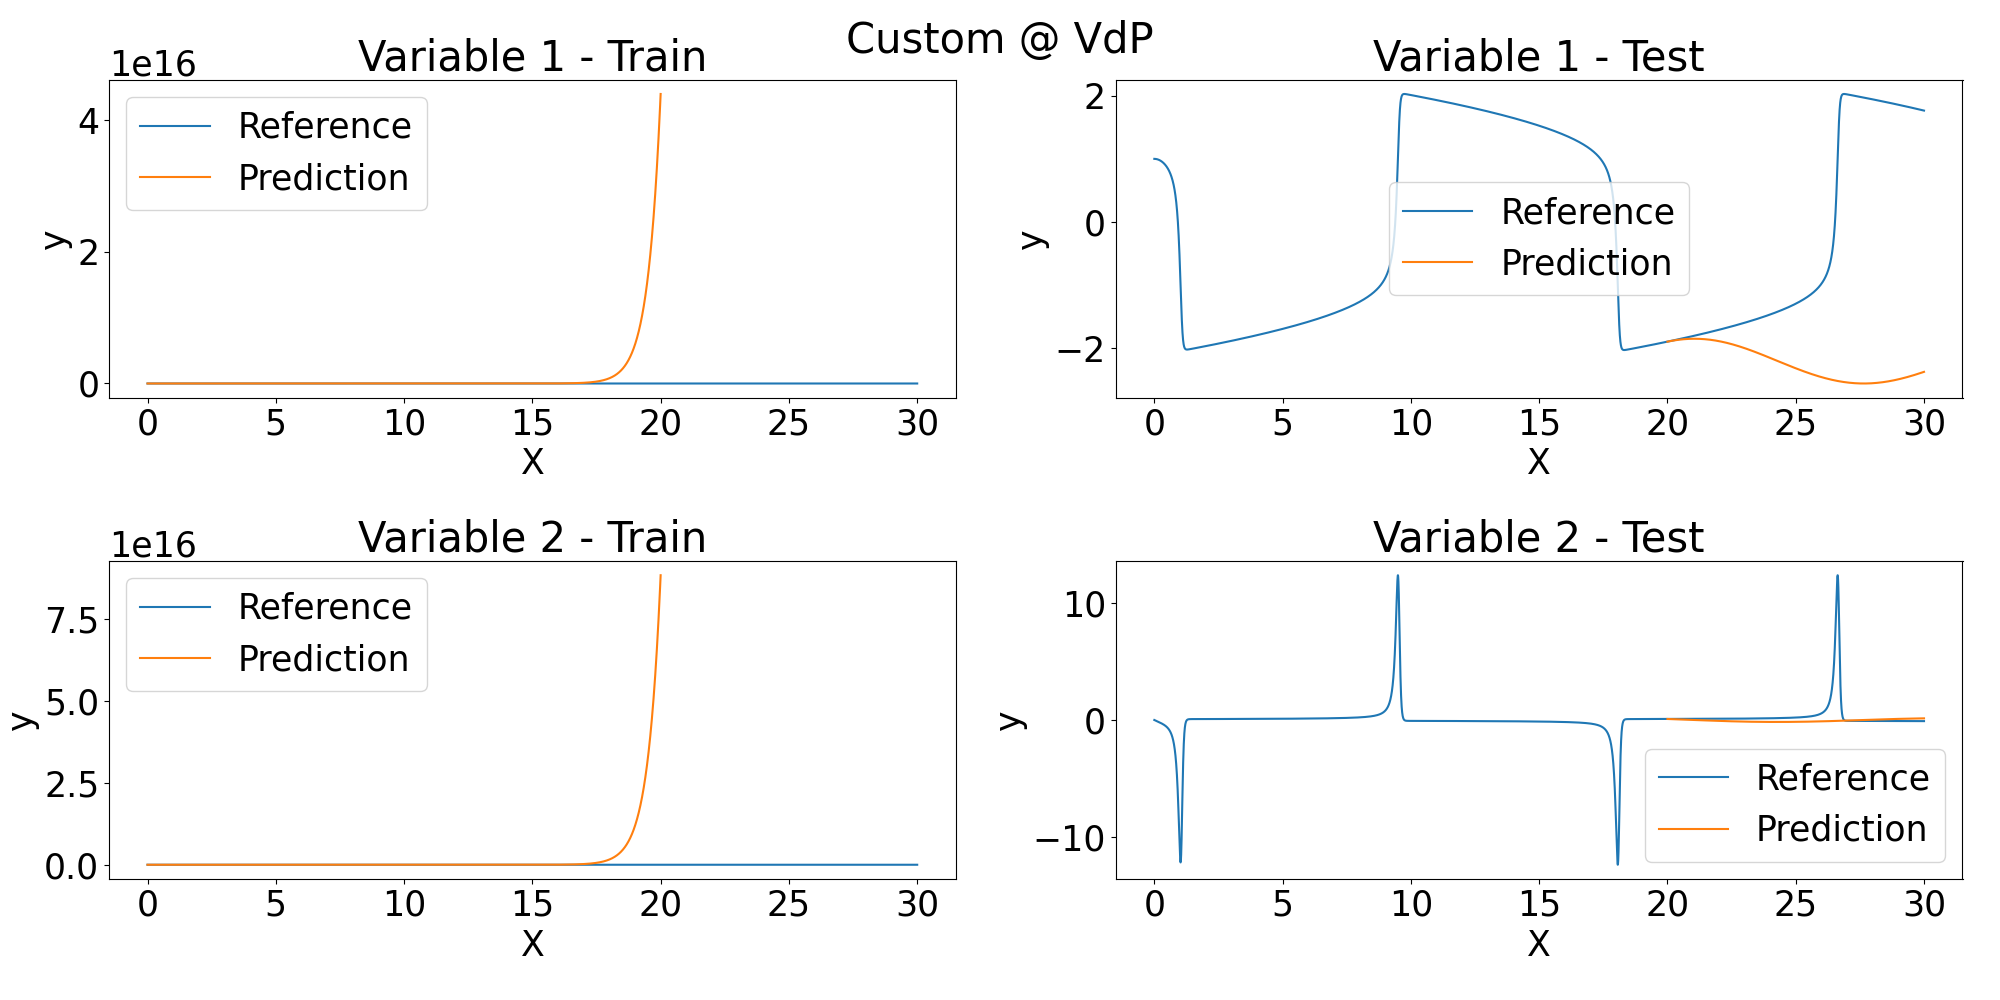 Custom @ VdP
Variable 1 - Train
1e16
Reference
Prediction
4
2
0
y
0 5 10 15 20 25 30
X
Variable 1 - Test
Reference
Prediction
2
0
−2
y
0 5 10 15 20 25 30
X
Variable 2 - Train
1e16
Reference
Prediction
7.5
5.0
2.5
0.0
y
0 5 10 15 20 25 30
X
Variable 2 - Test
10
0
−10
y
Reference
Prediction
0 5 10 15 20 25 30
X